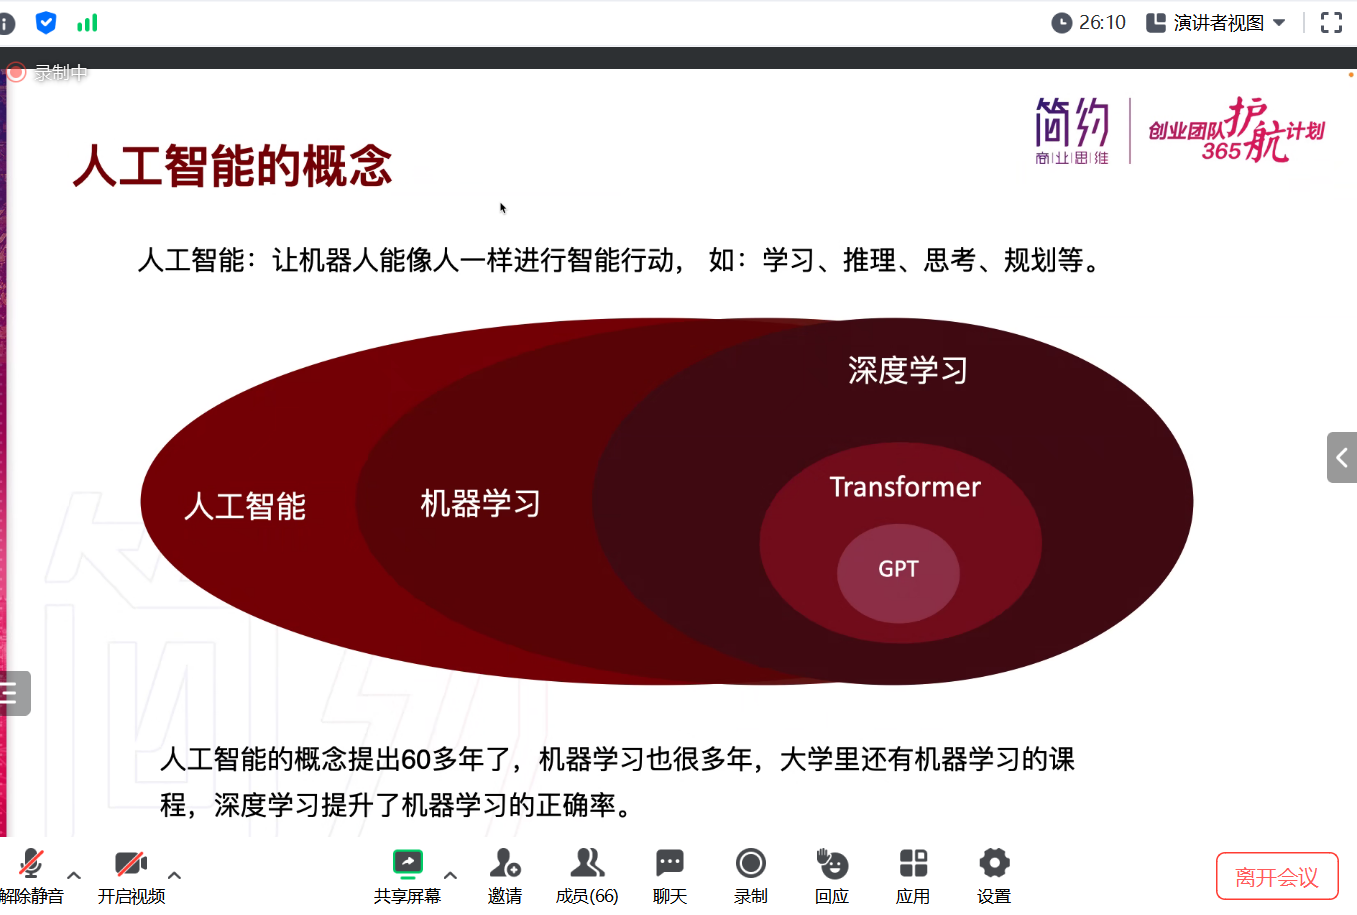 26:10 演讲者视图
录制中
简约
商业思维
创业团队护航计划
365
人工智能的概念
人工智能：让机器人能像人一样进行智能行动， 如：学习、推理、思考、规划等。
深度学习
Transformer
人工智能
机器学习
GPT
人工智能的概念提出60多年了，机器学习也很多年，大学里还有机器学习的课
程，深度学习提升了机器学习的正确率。
解除静音 开启视频 共享屏幕 邀请 成员(66) 聊天 录制 回应 应用 设置 离开会议